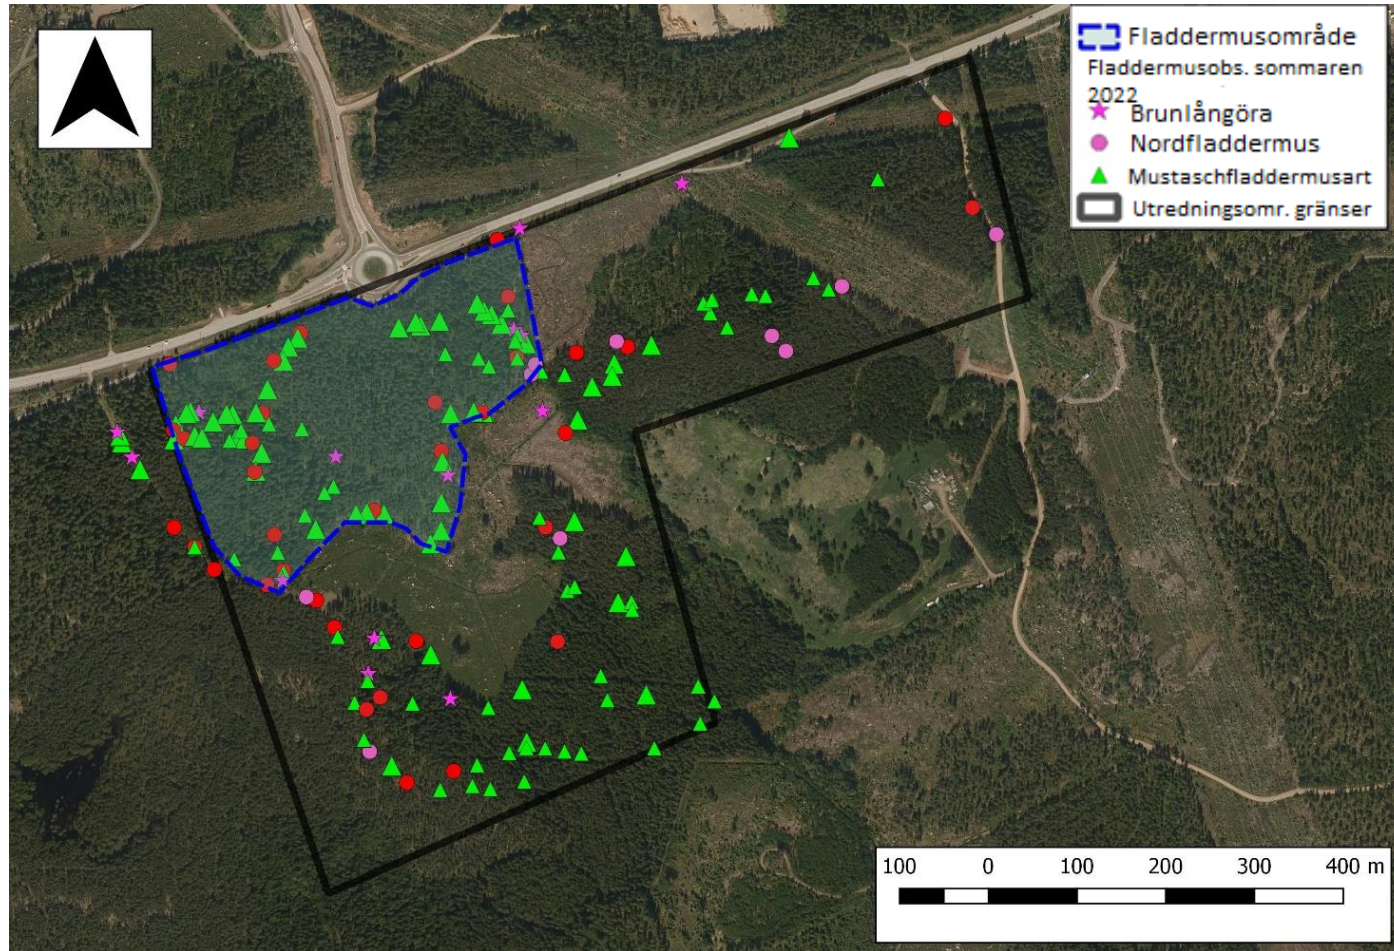 Fladdermusområde
Fladdermusobs. sommaren
2022
Brunlångöra
Nordfladdermus
Mustaschfladdermusart
Utredningsomr. gränser
100 0 100 200 300 400 m